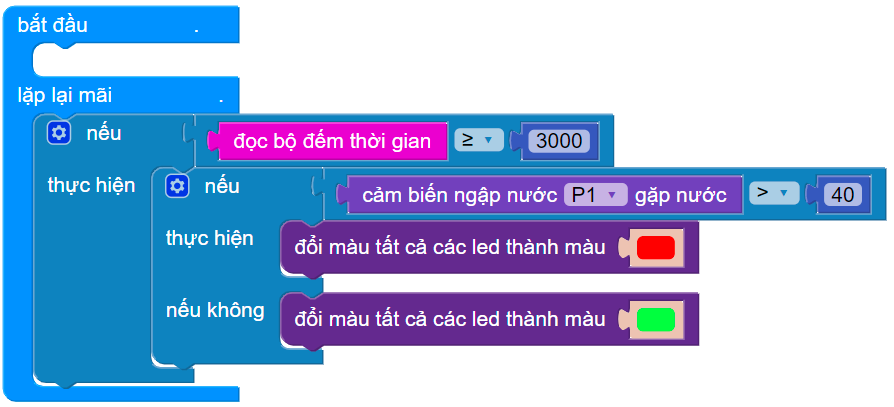 bắt đầu .
lặp lại mãi .
nếu đọc bộ đếm thời gian ≥ 3000
thực hiện nếu cảm biến ngập nước P1 gặp nước > 40
thực hiện đổi màu tất cả các led thành màu
nếu không đổi màu tất cả các led thành màu